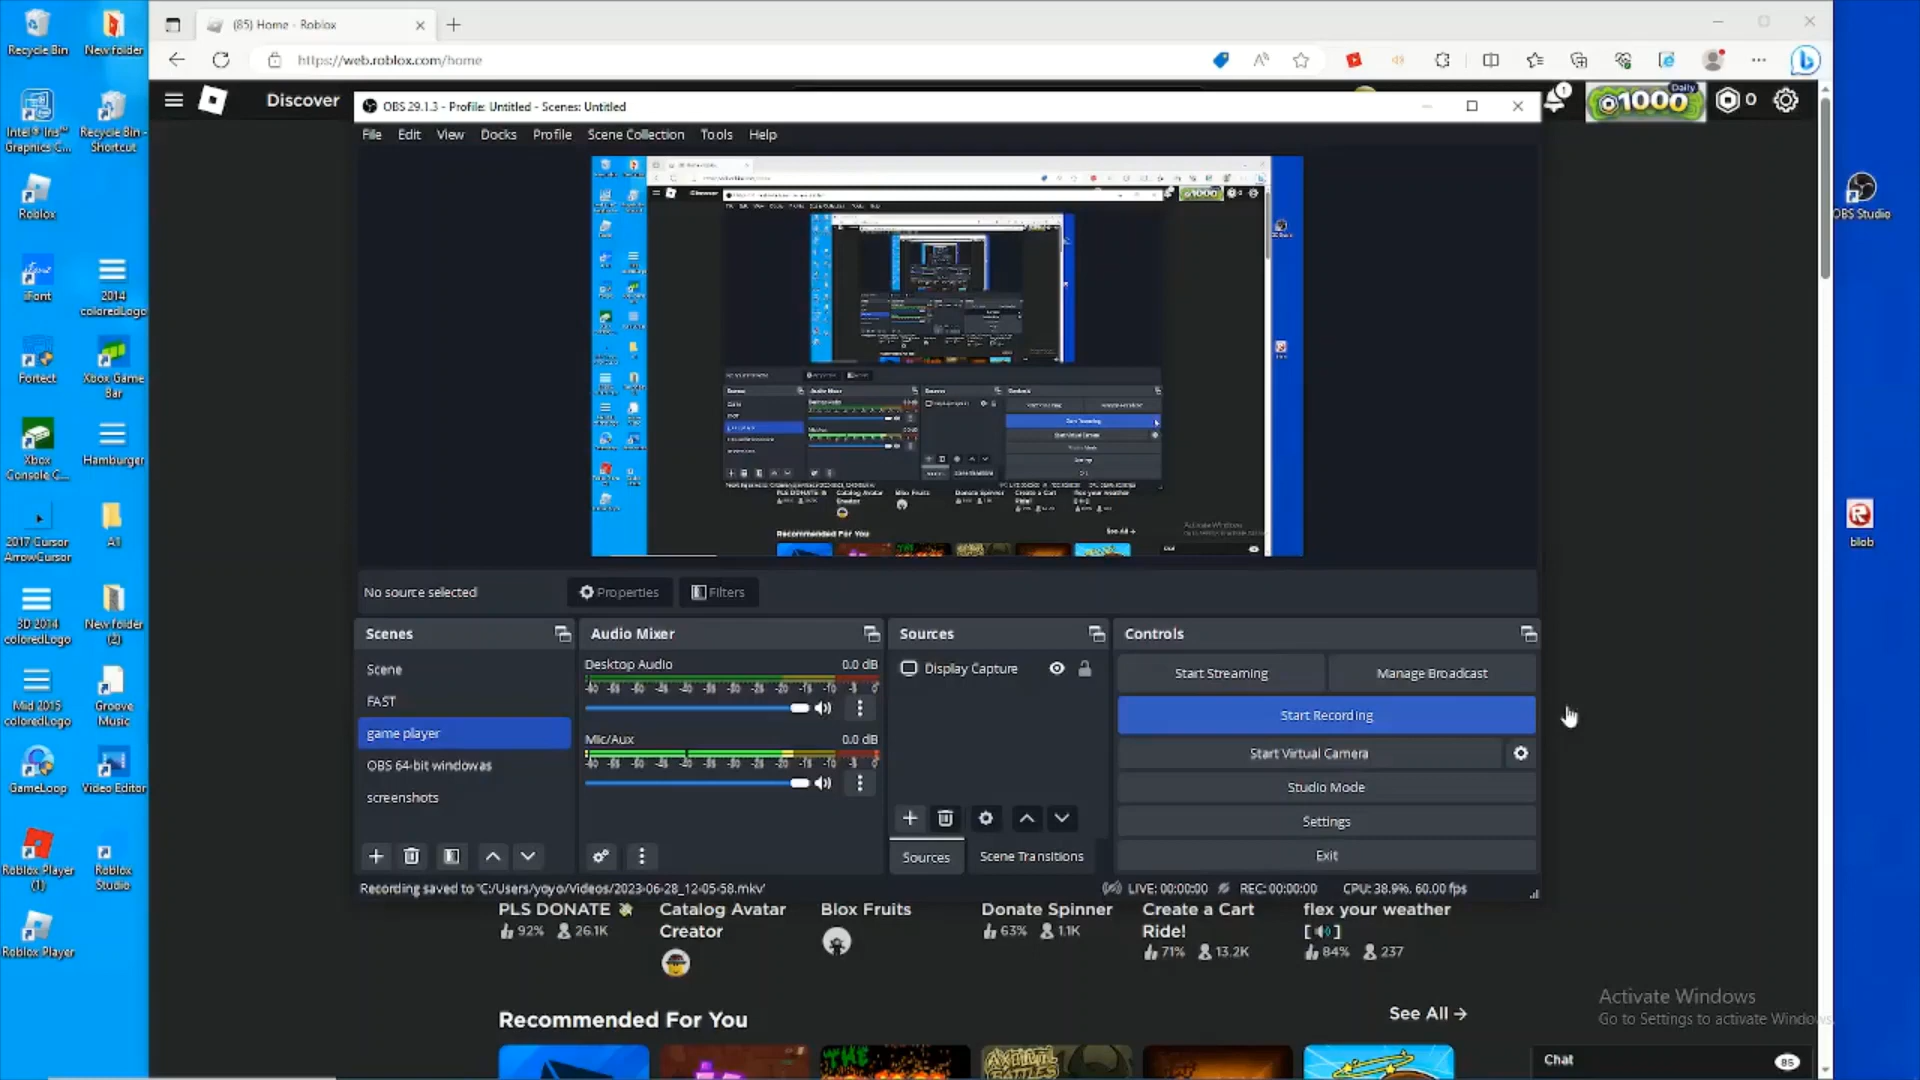 Recycle Bin
New folder
Intel® Iris™ Graphics C...
Recycle Bin - Shortcut
Roblox
iFont
2014 coloredLogo
Fortect
Xbox Game Bar
Xbox Console C...
Hamburger
2017 Cursor ArrowCursor
A1
3D 2014 coloredLogo
New folder (2)
Mid 2015 coloredLogo
Groove Music
GameLoop
Video Editor
Roblox Player (1)
Roblox Studio
Roblox Player
(85) Home - Roblox
https://web.roblox.com/home
Discover
1
Daily
1000
0
OBS 29.1.3 - Profile: Untitled - Scenes: Untitled
File Edit View Docks Profile Scene Collection Tools Help
No source selected
Properties
Filters
Scenes
Scene
FAST
game player
OBS 64-bit windowas
screenshots
Audio Mixer
Desktop Audio 0.0 dB
Mic/Aux 0.0 dB
Sources
Display Capture
Sources
Scene Transitions
Controls
Start Streaming
Manage Broadcast
Start Recording
Start Virtual Camera
Studio Mode
Settings
Exit
Recording saved to 'C:/Users/yoyo/Videos/2023-06-28_12-05-58.mkv'
LIVE: 00:00:00
REC: 00:00:00
CPU: 38.9%, 60.00 fps
PLS DONATE
92% 26.1K
Catalog Avatar Creator
Blox Fruits
Donate Spinner
63% 1.1K
Create a Cart Ride!
71% 13.2K
flex your weather [🔊]
84% 237
Recommended For You
See All →
Activate Windows
Go to Settings to activate Windows.
Chat
85
OBS Studio
blob